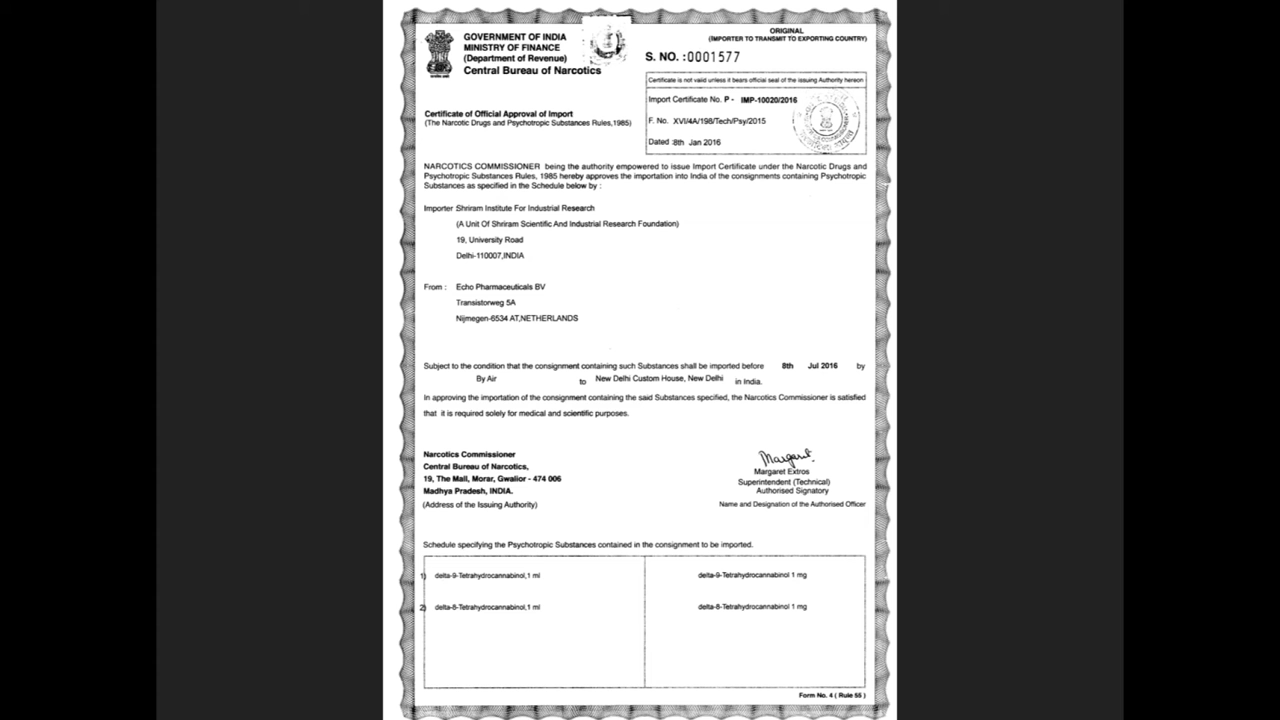 ORIGINAL
(IMPORTER TO TRANSMIT TO EXPORTING COUNTRY)
GOVERNMENT OF INDIA
MINISTRY OF FINANCE
(Department of Revenue)
Central Bureau of Narcotics
S. NO. :0001577
Certificate is not valid unless it bears official seal of the issuing Authority hereon
Import Certificate No. P - IMP-10020/2016
F. No. XVI/4A/198/Tech/Psy/2015
Dated :8th Jan 2016
Certificate of Official Approval of Import
(The Narcotic Drugs and Psychotropic Substances Rules,1985)
NARCOTICS COMMISSIONER being the authority empowered to issue Import Certificate under the Narcotic Drugs and
Psychotropic Substances Rules, 1985 hereby approves the importation into India of the consignments containing Psychotropic
Substances as specified in the Schedule below by :
Importer Shriram Institute For Industrial Research
(A Unit Of Shriram Scientific And Industrial Research Foundation)
19, University Road
Delhi-110007,INDIA
From : Echo Pharmaceuticals BV
Transistorweg 5A
Nijmegen-6534 AT,NETHERLANDS
Subject to the condition that the consignment containing such Substances shall be imported before 8th Jul 2016 by
By Air to New Delhi Custom House, New Delhi in India.
In approving the importation of the consignment containing the said Substances specified, the Narcotics Commissioner is satisfied
that it is required solely for medical and scientific purposes.
Narcotics Commissioner
Central Bureau of Narcotics,
19, The Mall, Morar, Gwalior - 474 006
Madhya Pradesh, INDIA.
(Address of the Issuing Authority)
Margaret
Margaret Extros
Superintendent (Technical)
Authorised Signatory
Name and Designation of the Authorised Officer
Schedule specifying the Psychotropic Substances contained in the consignment to be imported.
1) delta-9-Tetrahydrocannabinol,1 ml delta-9-Tetrahydrocannabinol 1 mg
2) delta-8-Tetrahydrocannabinol,1 ml delta-8-Tetrahydrocannabinol 1 mg
Form No. 4 ( Rule 55 )